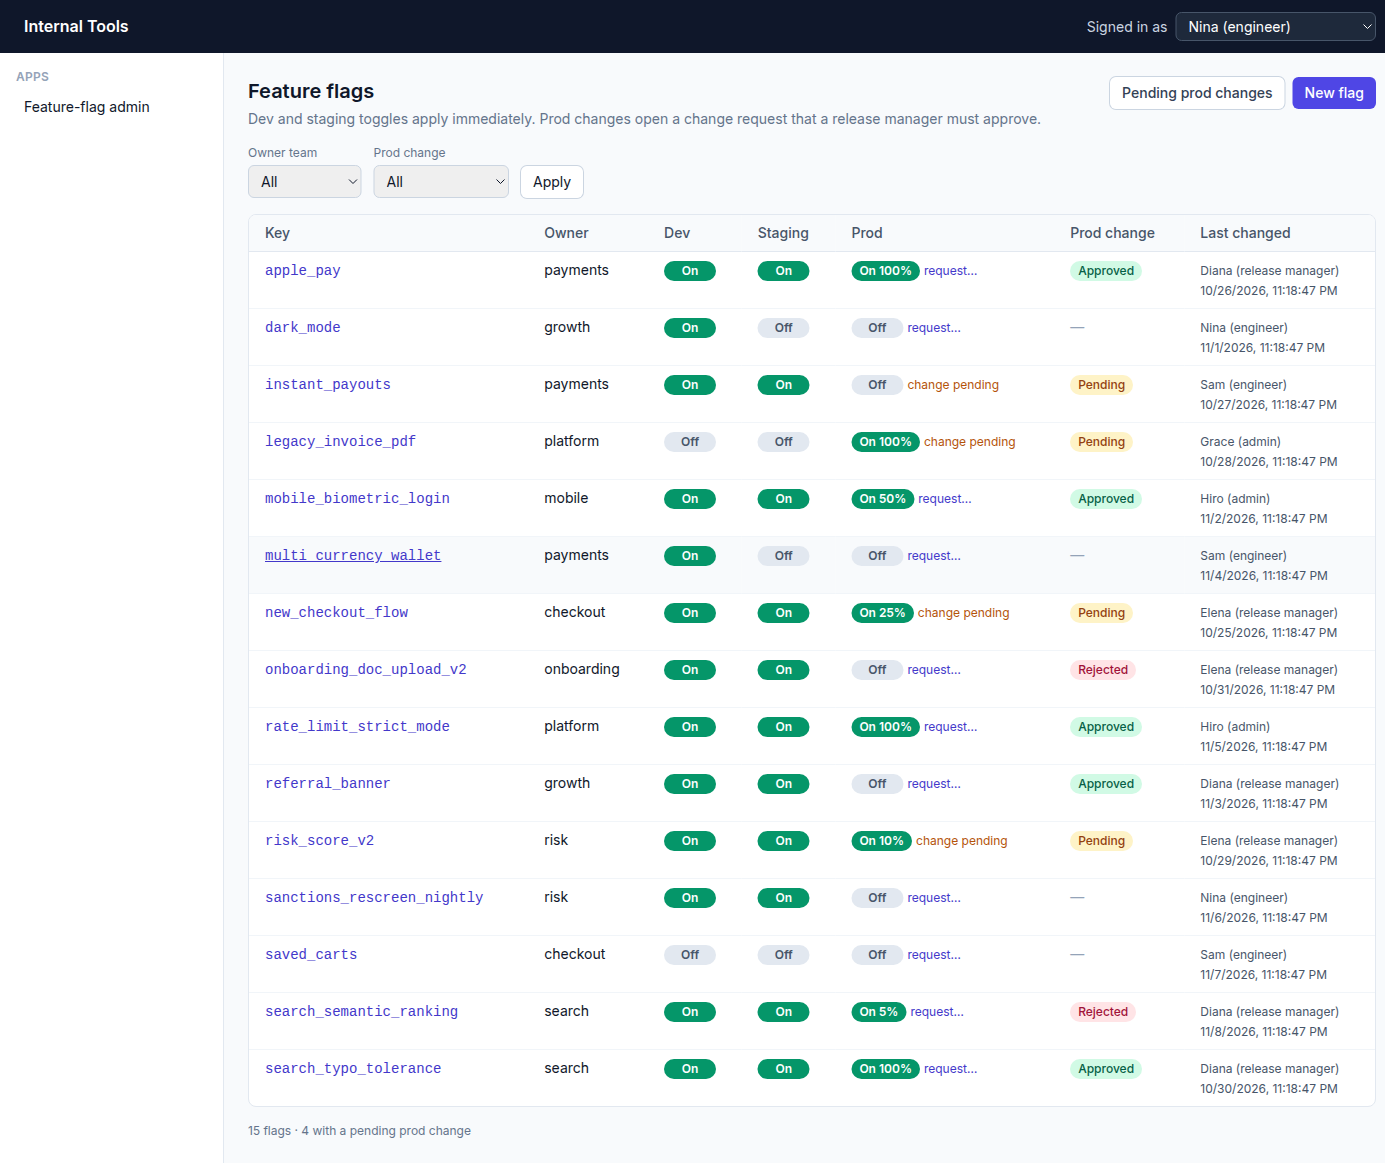 Internal Tools
Signed in as Nina (engineer)
APPS
Feature-flag admin
Feature flags
Dev and staging toggles apply immediately. Prod changes open a change request that a release manager must approve.
Pending prod changes New flag
Owner team Prod change
All All Apply
Key Owner Dev Staging Prod Prod change Last changed
apple_pay payments On On On 100% request... Approved Diana (release manager)
10/26/2026, 11:18:47 PM
dark_mode growth On Off Off request... — Nina (engineer)
11/1/2026, 11:18:47 PM
instant_payouts payments On On Off change pending Pending Sam (engineer)
10/27/2026, 11:18:47 PM
legacy_invoice_pdf platform Off Off On 100% change pending Pending Grace (admin)
10/28/2026, 11:18:47 PM
mobile_biometric_login mobile On On On 50% request... Approved Hiro (admin)
11/2/2026, 11:18:47 PM
multi_currency_wallet payments On Off Off request... — Sam (engineer)
11/4/2026, 11:18:47 PM
new_checkout_flow checkout On On On 25% change pending Pending Elena (release manager)
10/25/2026, 11:18:47 PM
onboarding_doc_upload_v2 onboarding On On Off request... Rejected Elena (release manager)
10/31/2026, 11:18:47 PM
rate_limit_strict_mode platform On On On 100% request... Approved Hiro (admin)
11/5/2026, 11:18:47 PM
referral_banner growth On On Off request... Approved Diana (release manager)
11/3/2026, 11:18:47 PM
risk_score_v2 risk On On On 10% change pending Pending Elena (release manager)
10/29/2026, 11:18:47 PM
sanctions_rescreen_nightly risk On On Off request... — Nina (engineer)
11/6/2026, 11:18:47 PM
saved_carts checkout Off Off Off request... — Sam (engineer)
11/7/2026, 11:18:47 PM
search_semantic_ranking search On On On 5% request... Rejected Diana (release manager)
11/8/2026, 11:18:47 PM
search_typo_tolerance search On On On 100% request... Approved Diana (release manager)
10/30/2026, 11:18:47 PM
15 flags · 4 with a pending prod change